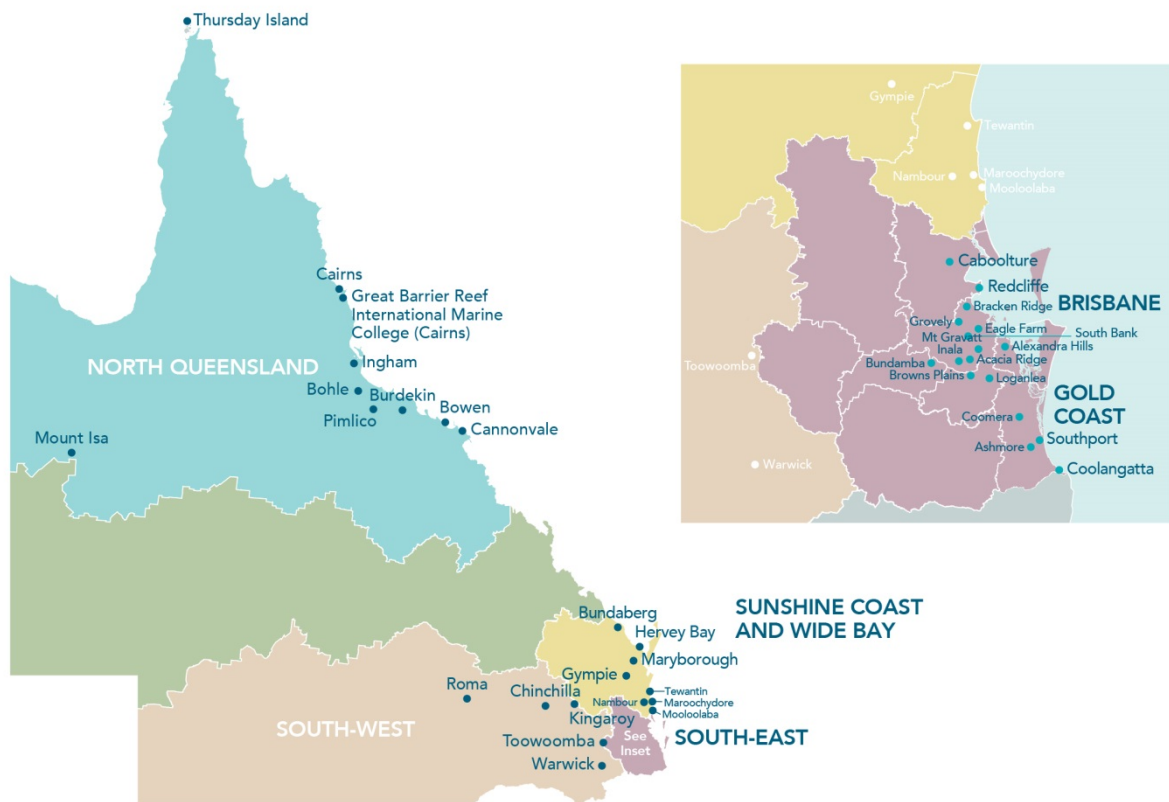 Thursday Island
Cairns
Great Barrier Reef
International Marine
College (Cairns)
NORTH QUEENSLAND
Ingham
Bohle
Burdekin
Pimlico
Bowen
Cannonvale
Mount Isa
SUNSHINE COAST
AND WIDE BAY
Bundaberg
Hervey Bay
Maryborough
Gympie
Tewantin
Nambour
Maroochydore
Mooloolaba
Roma
Chinchilla
Kingaroy
SOUTH-WEST
See
Inset
SOUTH-EAST
Toowoomba
Warwick
Gympie
Tewantin
Nambour
Maroochydore
Mooloolaba
Caboolture
Redcliffe
BRISBANE
Bracken Ridge
Grovely
Eagle Farm
South Bank
Mt Gravatt
Alexandra Hills
Inala
Acacia Ridge
Toowoomba
Bundamba
Browns Plains
Loganlea
GOLD
COAST
Coomera
Southport
Ashmore
Warwick
Coolangatta